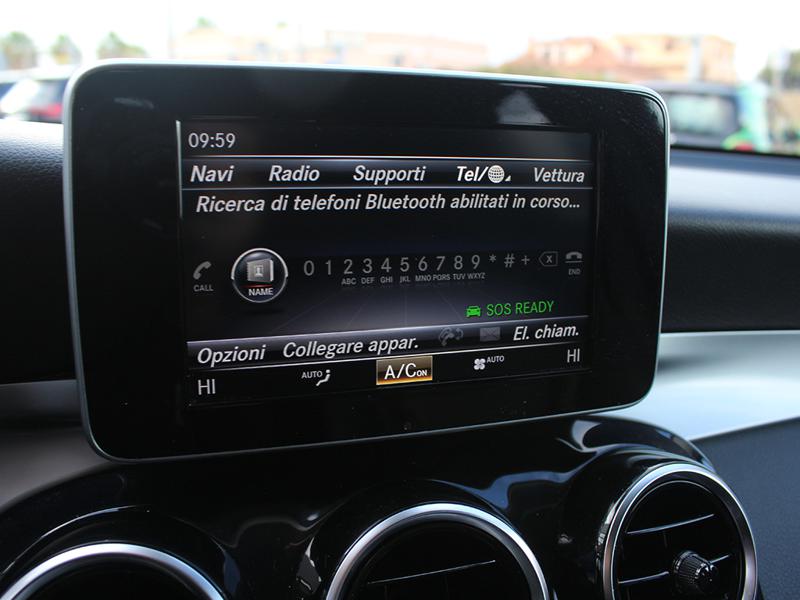 09:59
Navi Radio Supporti Tel/ Vettura
Ricerca di telefoni Bluetooth abilitati in corso...
0 1 2 3 4 5 6 7 8 9 * # + X
ABC DEF GHI JKL MNO PQRS TUV WXYZ
CALL NAME END
SOS READY
Opzioni Collegare appar. El. chiam.
HI AUTO A/C ON AUTO HI